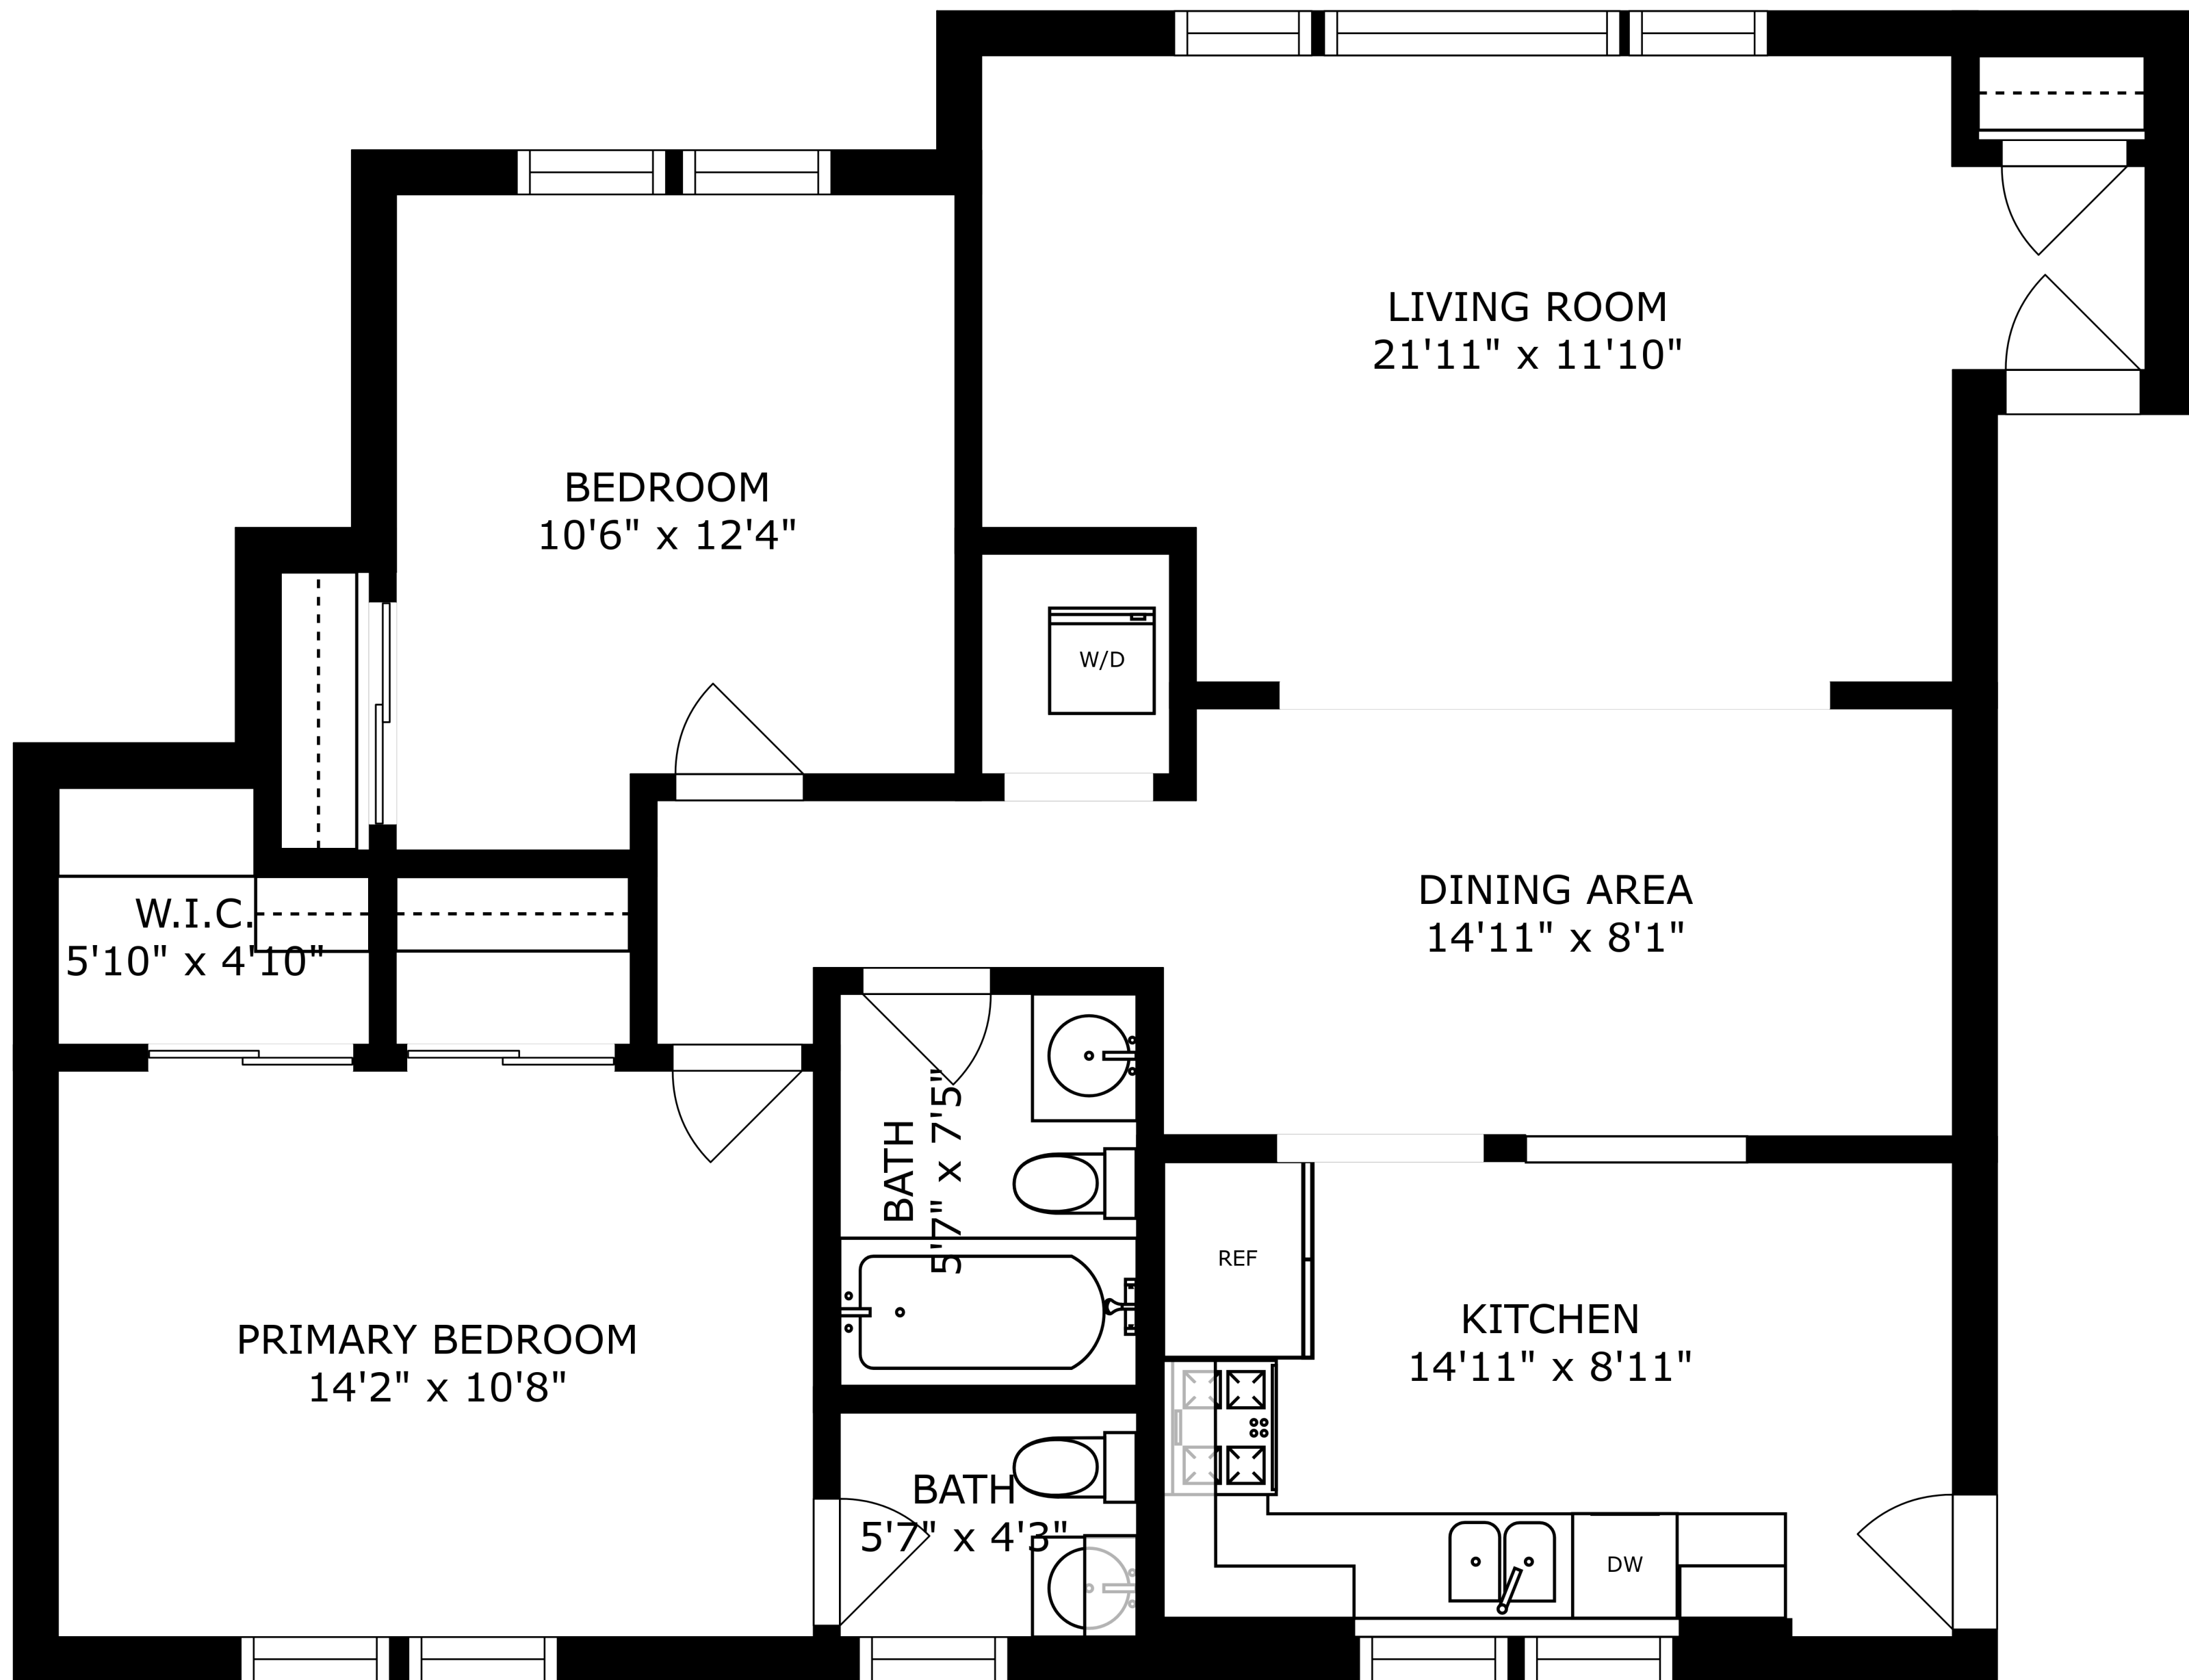 LIVING ROOM
21'11" x 11'10"
BEDROOM
10'6" x 12'4"
W/D
DINING AREA
14'11" x 8'1"
W.I.C.
5'10" x 4'10"
BATH
5'7" x 7'5"
REF
KITCHEN
14'11" x 8'11"
PRIMARY BEDROOM
14'2" x 10'8"
BATH
5'7" x 4'3"
DW